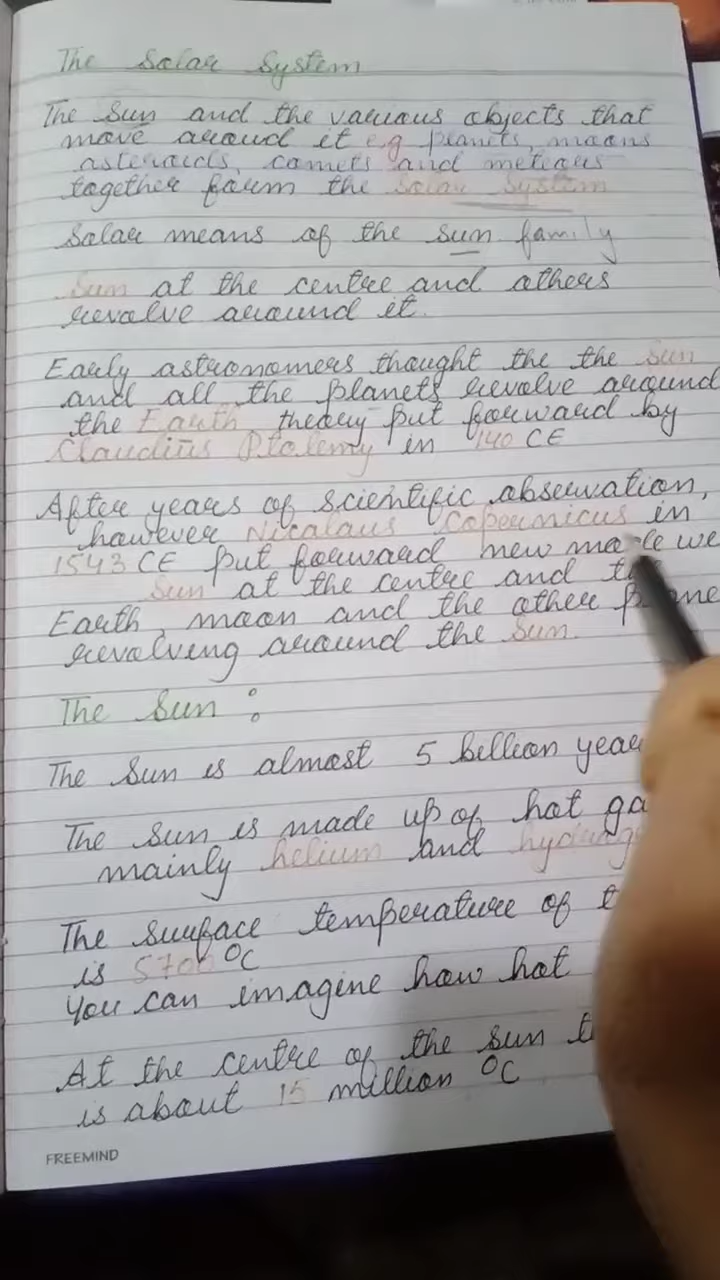 The Solar System
The Sun and the various objects that
move around it e.g planets, moons
asteroids, comets and meteors
together form the Solar System
Solar means of the sun family
Sun at the centre and others
revolve around it.
Early astronomers thought the the Sun
and all the planets revolve around
the Earth theory put forward by
Claudius Ptolemy in 140 CE
After years of scientific observation,
however Nicolaus Copernicus in
1543 CE put forward new
Sun at the centre and
Earth, moon and the other
revolving around the Sun.
The Sun :
The Sun is almost 5 billion
The Sun is made up of hot
mainly helium and
The surface temperature of
is 5700 °C
You can imagine how hot
At the centre of the sun
is about 15 million °C
FREEMIND